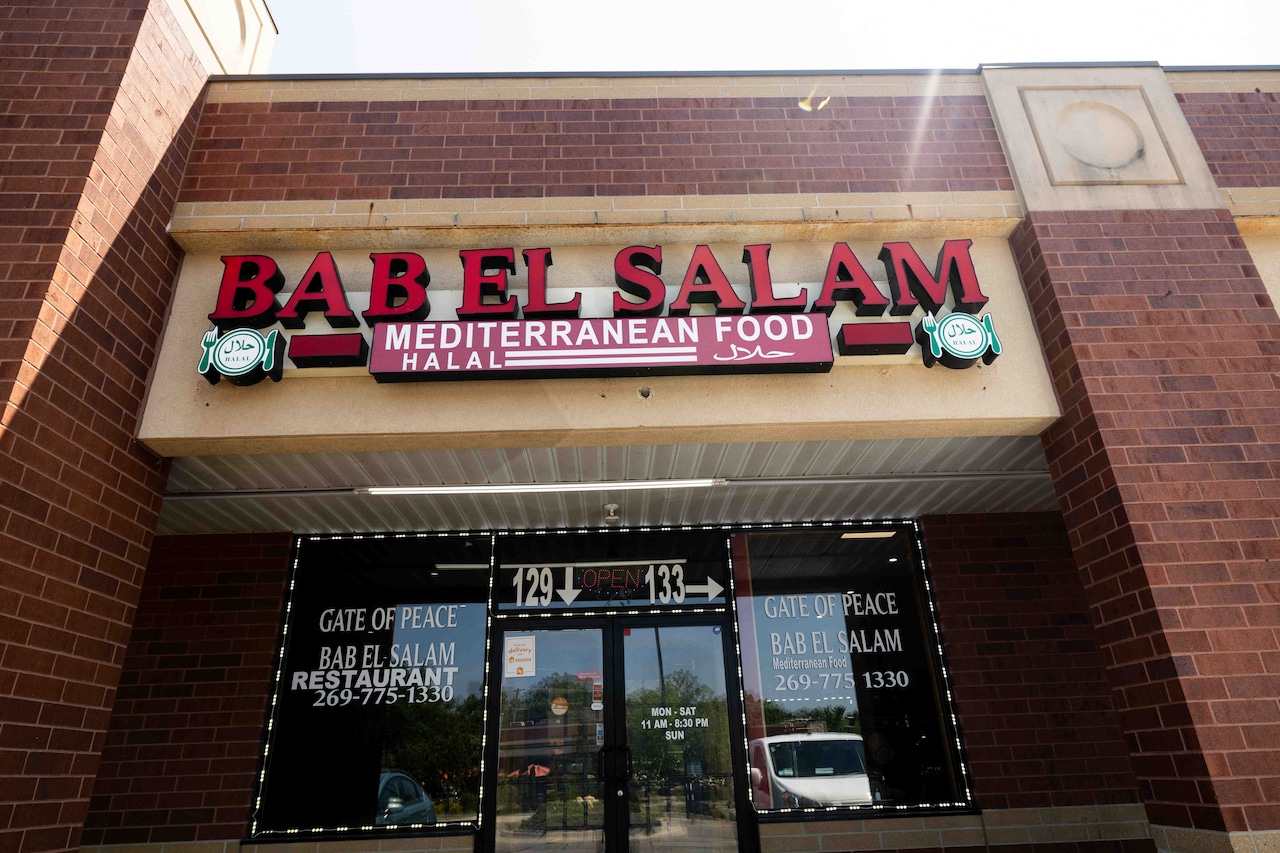 BAB EL SALAM
MEDITERRANEAN FOOD
HALAL حلال
حلال
HALAL
حلال
HALAL
129 OPEN 133
GATE OF PEACE
BAB EL SALAM
RESTAURANT
269-775-1330
delivery
MON - SAT
11 AM - 8:30 PM
SUN
GATE OF PEACE
BAB EL SALAM
Mediterranean Food
269-775-1330